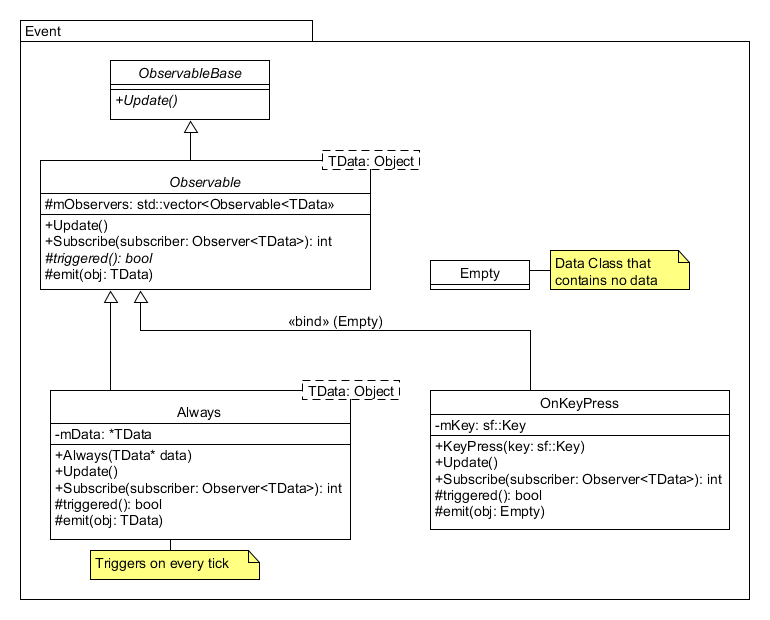 Event
ObservableBase
+Update()
TData: Object
Observable
#mObservers: std::vector<Observable<TData»
+Update()
+Subscribe(subscriber: Observer<TData>): int
#triggered(): bool
#emit(obj: TData)
Empty
Data Class that
contains no data
«bind» (Empty)
TData: Object
Always
-mData: *TData
+Always(TData* data)
+Update()
+Subscribe(subscriber: Observer<TData>): int
#triggered(): bool
#emit(obj: TData)
Triggers on every tick
OnKeyPress
-mKey: sf::Key
+KeyPress(key: sf::Key)
+Update()
+Subscribe(subscriber: Observer<TData>): int
#triggered(): bool
#emit(obj: Empty)